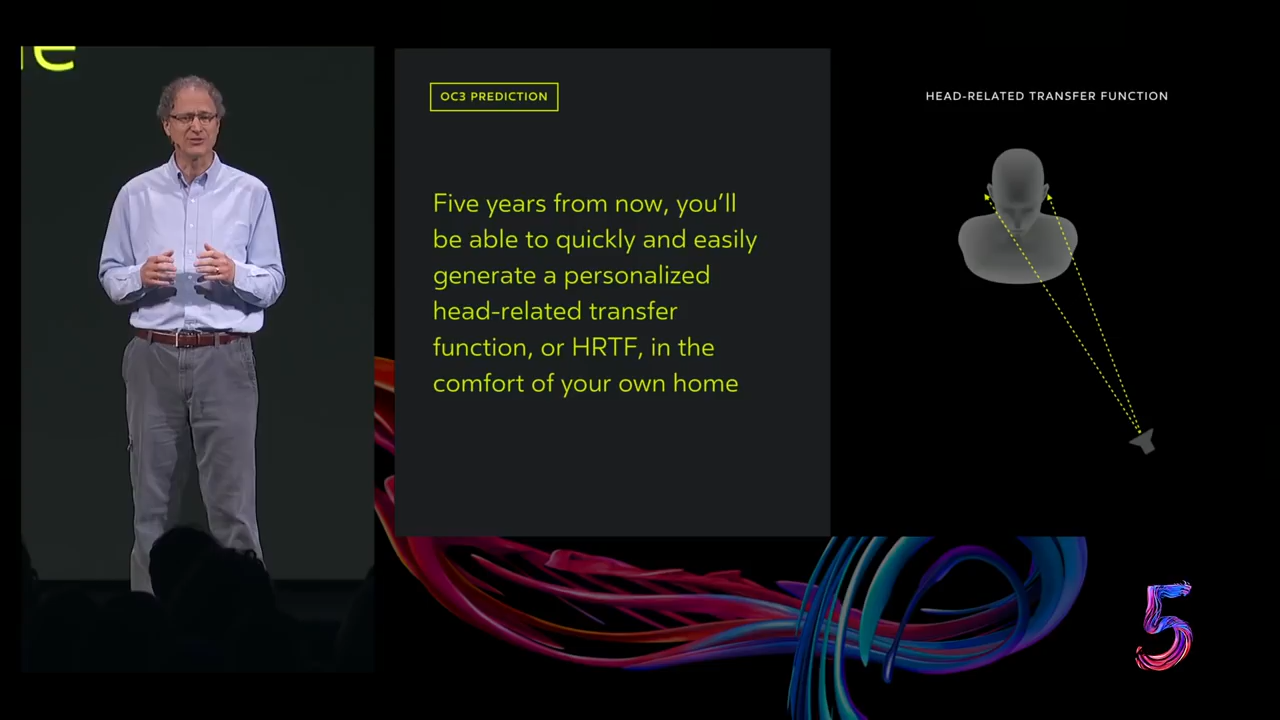 OC3 PREDICTION
Five years from now, you’ll
be able to quickly and easily
generate a personalized
head-related transfer
function, or HRTF, in the
comfort of your own home
HEAD-RELATED TRANSFER FUNCTION
5